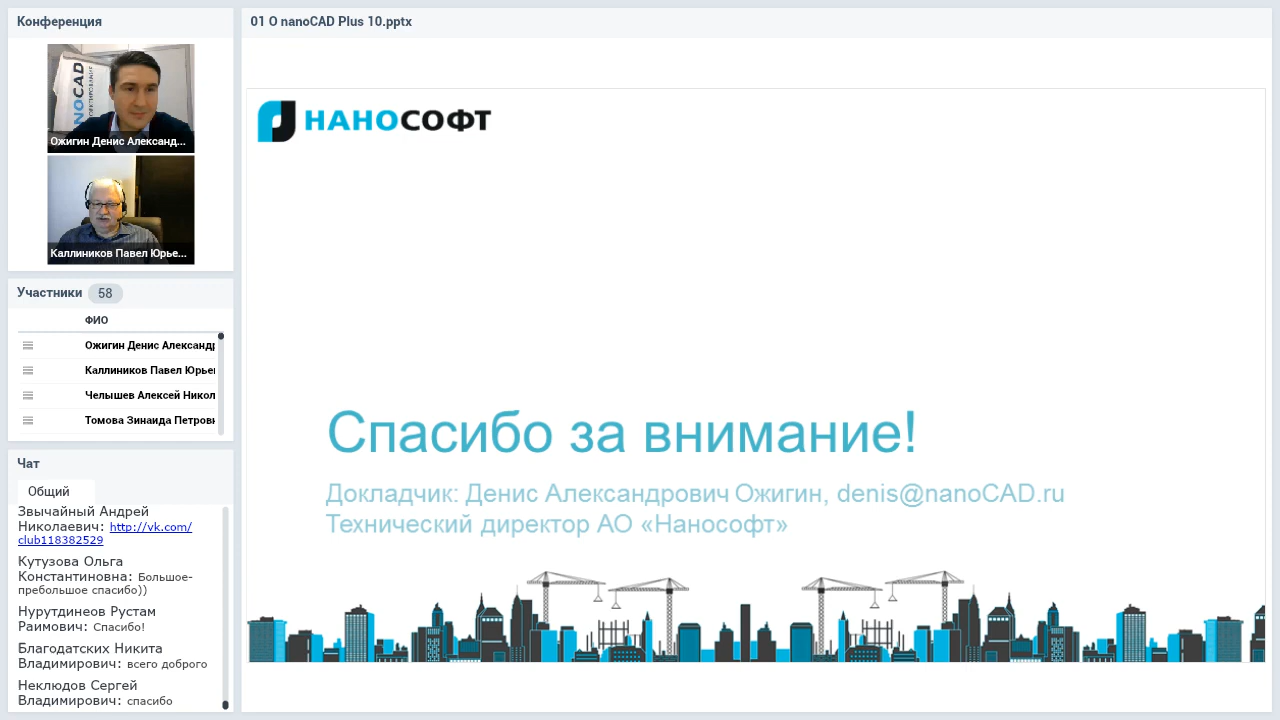 Конференция
NOCAD
Ожигин Денис Александ...
Каллиников Павел Юрье...
Участники 58
ФИО
Ожигин Денис Александр
Каллиников Павел Юрье
Челышев Алексей Никол
Томова Зинаида Петров
Чат
Общий
Звычайный Андрей
Николаевич: http://vk.com/
club118382529
Кутузова Ольга
Константиновна: Большое-
пребольшое спасибо))
Нурутдинеов Рустам
Раимович: Спасибо!
Благодатских Никита
Владимирович: всего доброго
Неклюдов Сергей
Владимирович: спасибо
01 О nanoCAD Plus 10.pptx
НАНОСОФТ
Спасибо за внимание!
Докладчик: Денис Александрович Ожигин, denis@nanoCAD.ru
Технический директор АО «Нанософт»